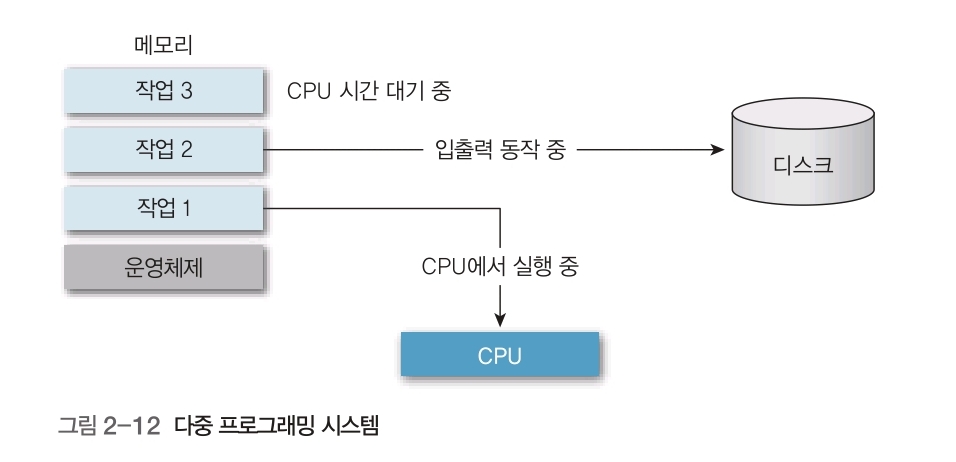 메모리
작업 3
CPU 시간 대기 중
작업 2
입출력 동작 중
디스크
작업 1
운영체제
CPU에서 실행 중
CPU
그림 2-12 다중 프로그래밍 시스템